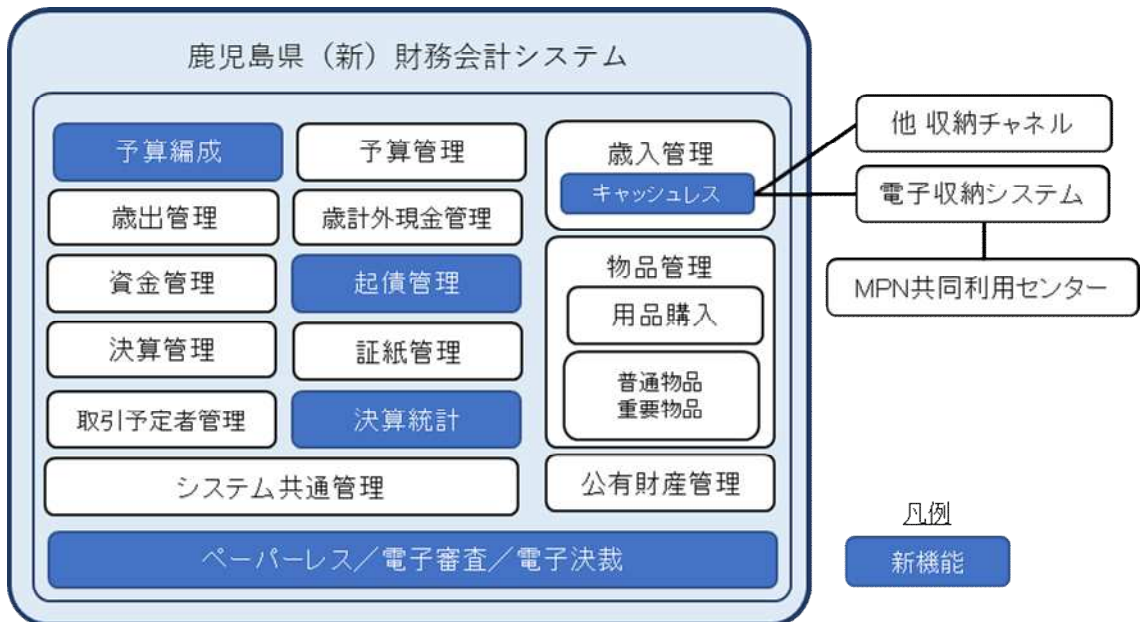 鹿児島県（新）財務会計システム
予算編成
予算管理
歳出管理
歳計外現金管理
資金管理
起債管理
決算管理
証紙管理
取引予定者管理
決算統計
システム共通管理
歳入管理
キャッシュレス
物品管理
用品購入
普通物品
重要物品
公有財産管理
ペーパーレス／電子審査／電子決裁
他 収納チャネル
電子収納システム
MPN共同利用センター
凡例
新機能